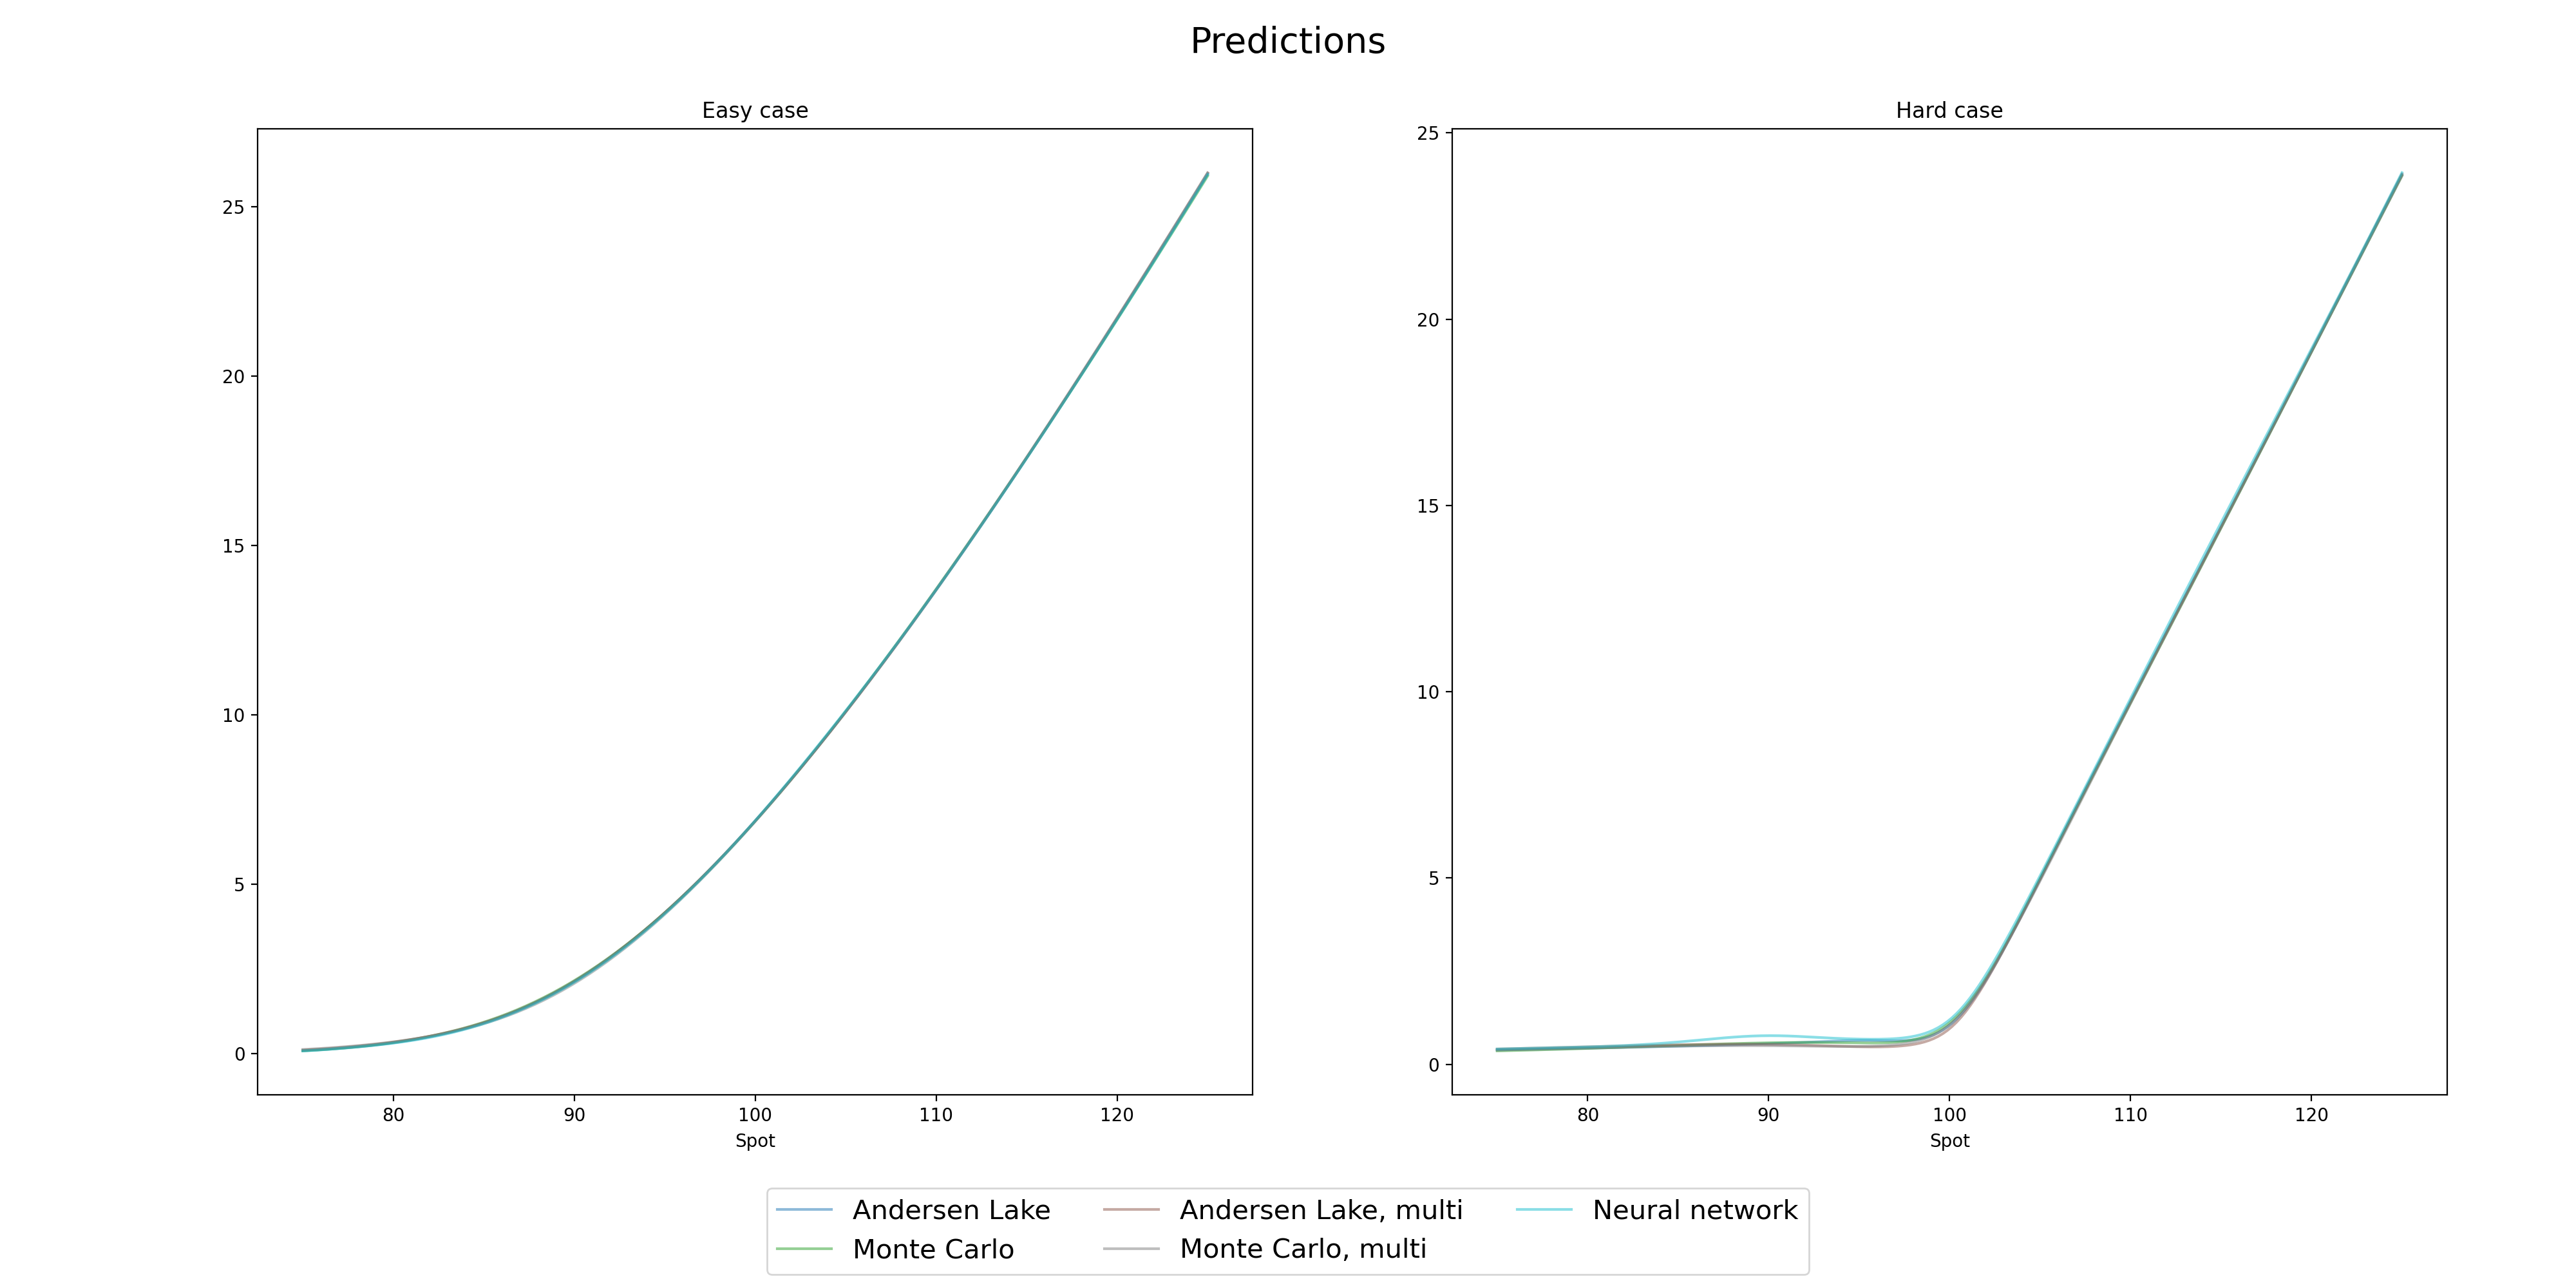 Predictions
Easy case
25
20
15
10
5
0
80 90 100 110 120
Spot
Hard case
25
20
15
10
5
0
80 90 100 110 120
Spot
Andersen Lake
Monte Carlo
Andersen Lake, multi
Monte Carlo, multi
Neural network